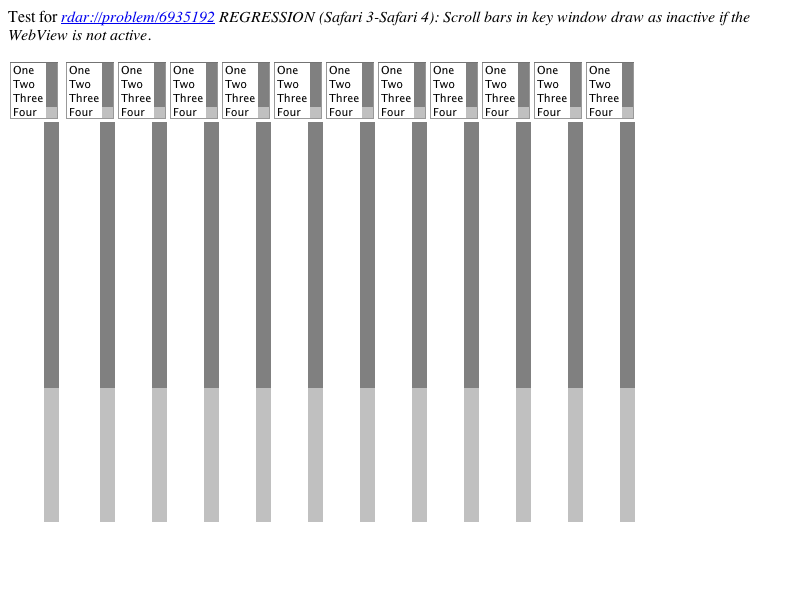 Test for rdar://problem/6935192 REGRESSION (Safari 3-Safari 4): Scroll bars in key window draw as inactive if the
WebView is not active.
One One One One One One One One One One One One
Two Two Two Two Two Two Two Two Two Two Two Two
Three Three Three Three Three Three Three Three Three Three Three Three
Four Four Four Four Four Four Four Four Four Four Four Four